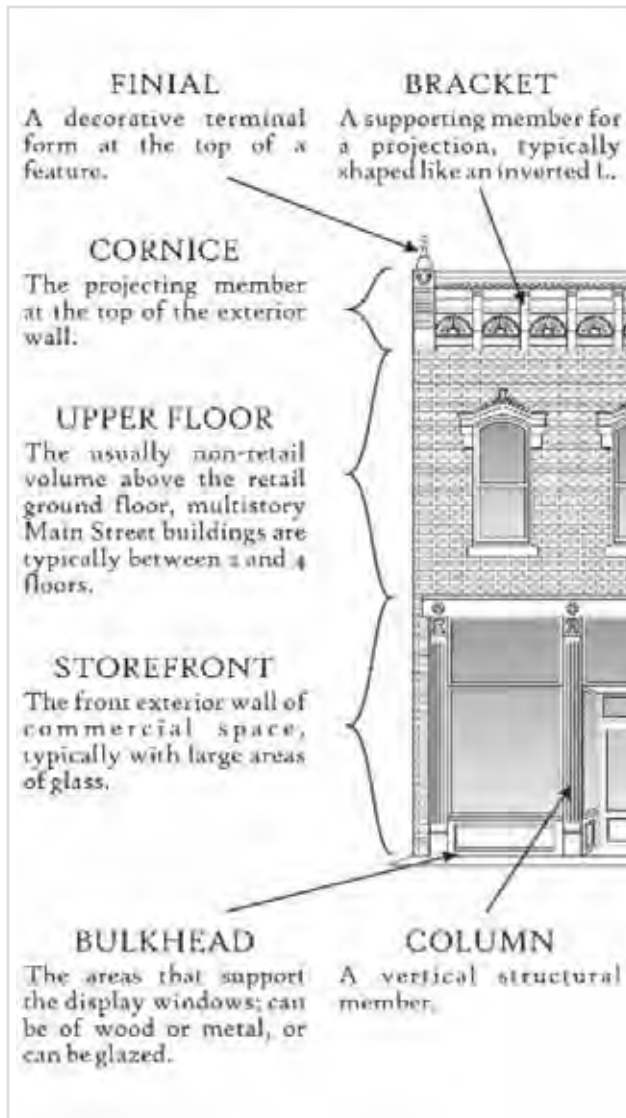 FINIAL
A decorative terminal
form at the top of a
feature.
BRACKET
A supporting member for
a projection, typically
shaped like an inverted L.
CORNICE
The projecting member
at the top of the exterior
wall.
UPPER FLOOR
The usually non-retail
volume above the retail
ground floor, multistory
Main Street buildings are
typically between 2 and 4
floors.
STOREFRONT
The front exterior wall of
commercial space,
typically with large areas
of glass.
BULKHEAD
The areas that support
the display windows; can
be of wood or metal, or
can be glazed.
COLUMN
A vertical structural
member.